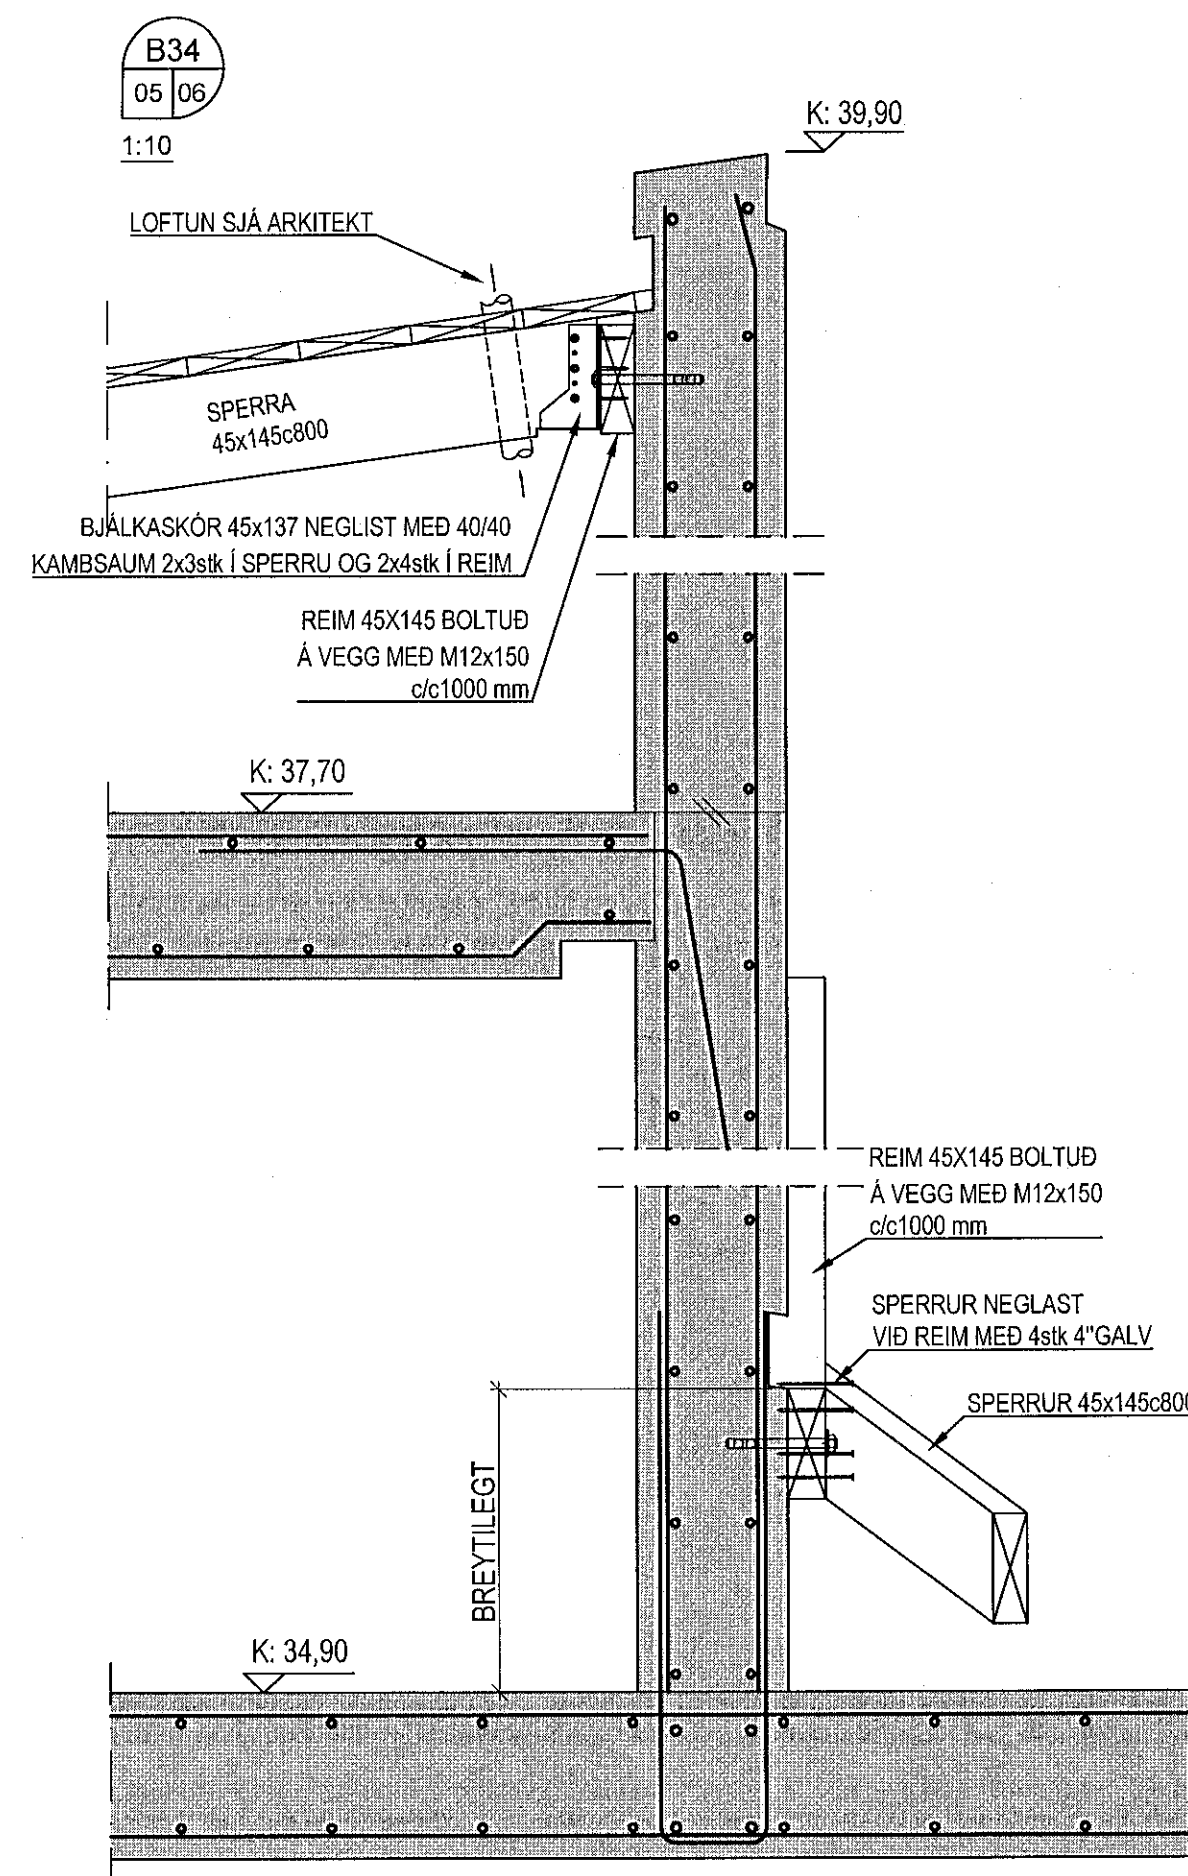 B34
05 06
1:10
K: 39,90
LOFTUN SJÁ ARKITEKT
SPERRA
45x145c800
BJÁLKASKÓR 45x137 NEGLIST MEÐ 40/40
KAMBSAUM 2x3stk Í SPERRU OG 2x4stk Í REIM
REIM 45X145 BOLTUÐ
Á VEGG MEÐ M12x150
c/c1000 mm
K: 37,70
REIM 45X145 BOLTUÐ
Á VEGG MEÐ M12x150
c/c1000 mm
SPERRUR NEGLAST
VIÐ REIM MEÐ 4stk 4"GALV
SPERRUR 45x145c800
BREYTILEGT
K: 34,90